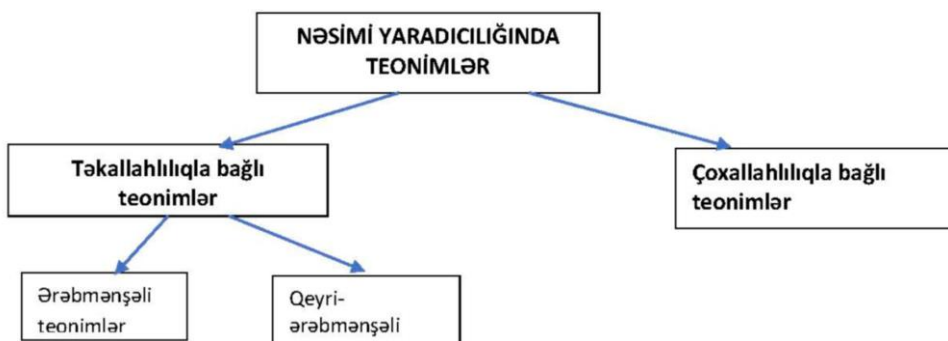 NƏSİMİ YARADICILIĞINDA
TEONİMLƏR
Təkallahlılıqla bağlı
teonimlər
Çoxallahlılıqla bağlı
teonimlər
Ərəbmənşəli
teonimlər
Qeyri-
ərəbmənşəli